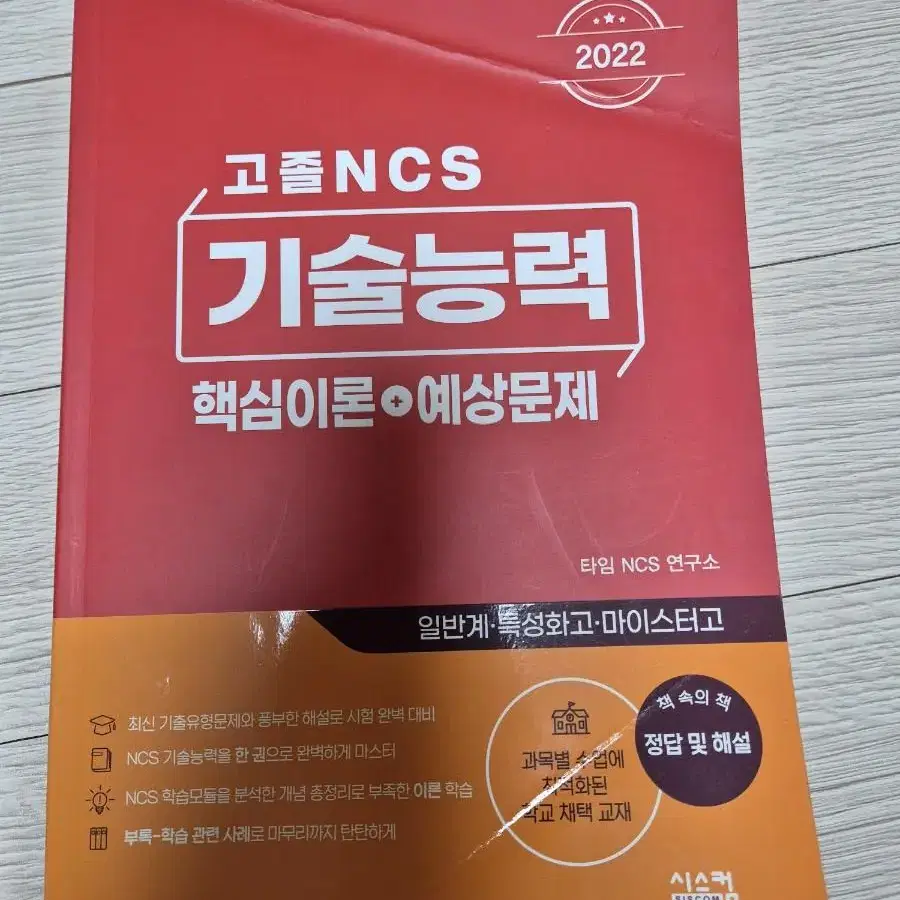 2022
고졸NCS
기술능력
핵심이론+예상문제
타임 NCS 연구소
일반계·특성화고·마이스터고
최신 기출유형문제와 풍부한 해설로 시험 완벽 대비
NCS 기술능력을 한 권으로 완벽하게 마스터
NCS 학습모듈을 분석한 개념 총정리로 부족한 이론 학습
부록-학습 관련 사례로 마무리까지 탄탄하게
과목별 수업에
최적화된
학교 채택 교재
책 속의 책
정답 및 해설
시스컴
SISCOM